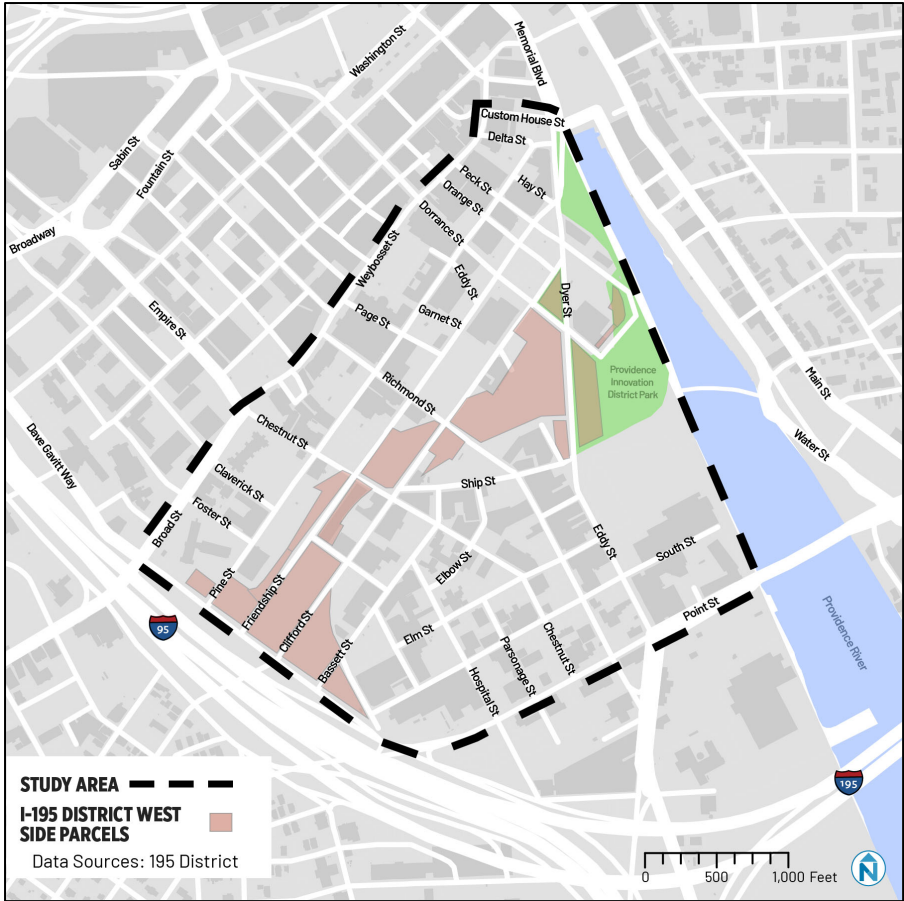 Memorial Blvd
Washington St
Custom House St
Delta St
Sabin St
Fountain St
Peck St
Hay St
Orange St
Dorrance St
Broadway
Weybosset St
Eddy St
Dyer St
Empire St
Page St
Garnet St
Providence
Innovation
District Park
Main St
Richmond St
Chestnut St
Water St
Dave Gavitt Way
Claverick St
Ship St
Foster St
Broad St
Eddy St
South St
Elbow St
Pine St
Friendship St
Point St
Clifford St
Elm St
Providence River
95
Bassett St
Parsonage St
Chestnut St
Hospital St
195
STUDY AREA
I-195 DISTRICT WEST
SIDE PARCELS
Data Sources: 195 District
0 500 1,000 Feet
N